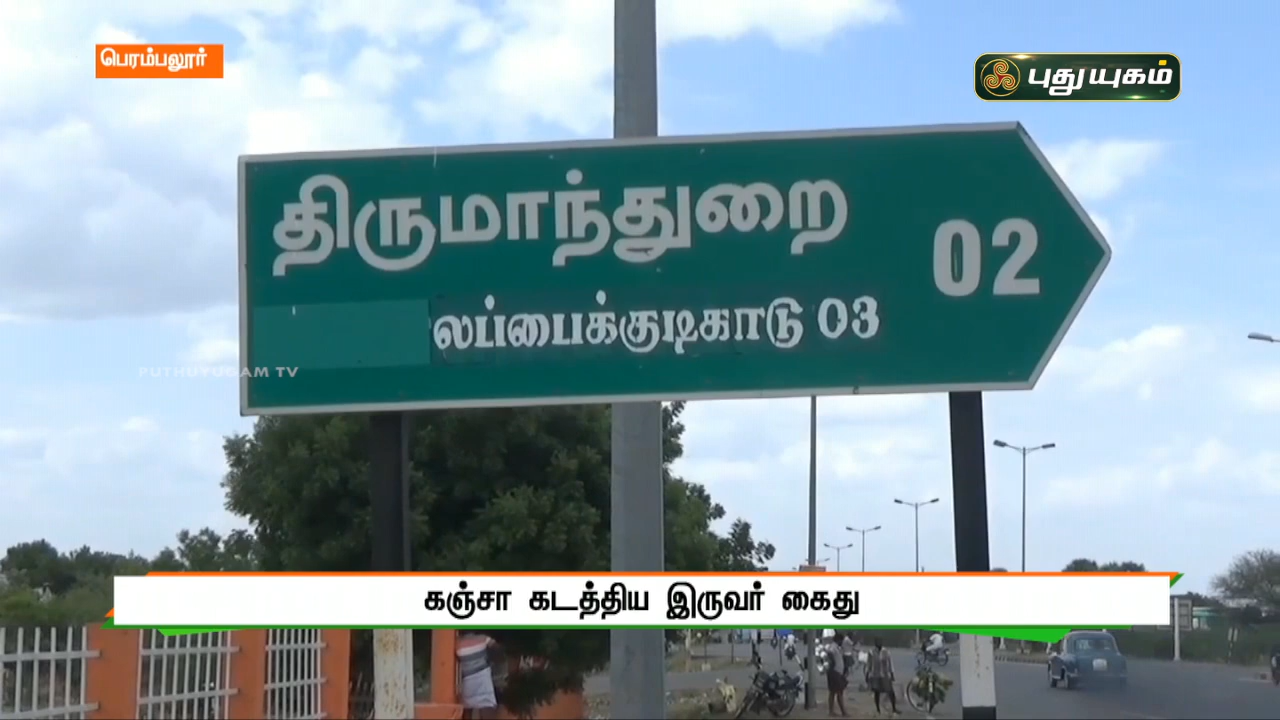 பெரம்பலூர்
புதுயுகம்
திருமாந்துறை 02
லப்பைக்குடிகாடு 03
PUTHUYUGAM TV
கஞ்சா கடத்திய இருவர் கைது